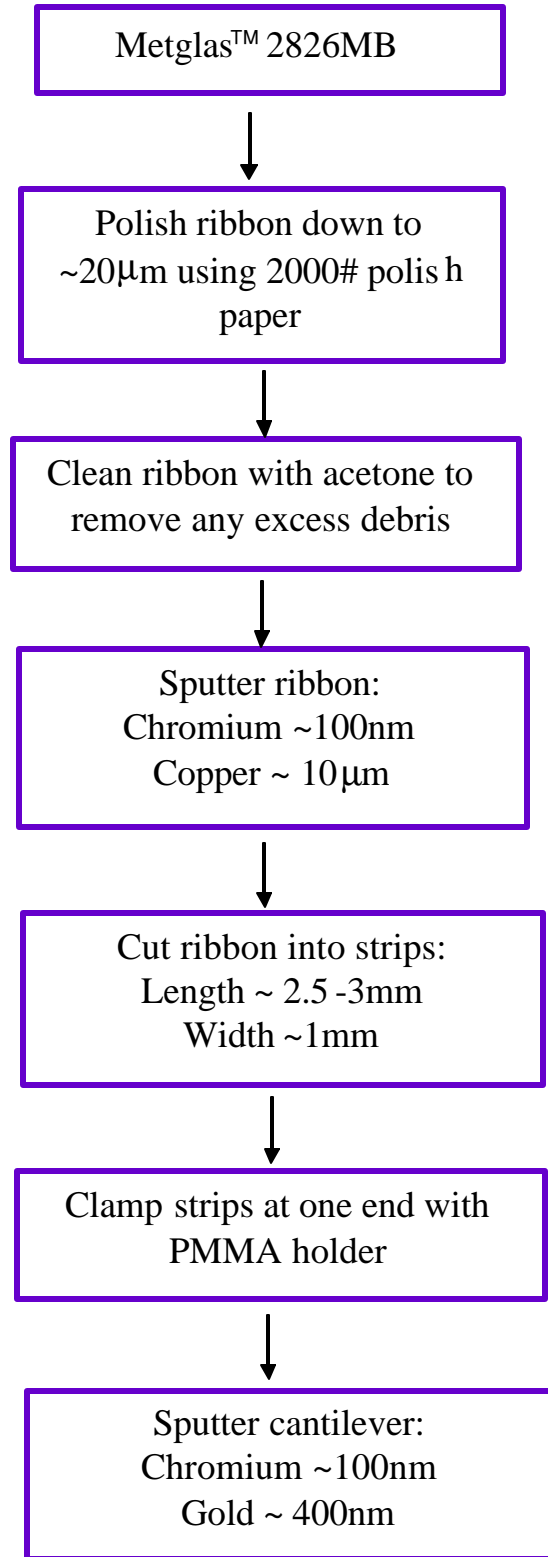 Metglas™ 2826MB
Polish ribbon down to
~20μm using 2000# polish
paper
Clean ribbon with acetone to
remove any excess debris
Sputter ribbon:
Chromium ~100nm
Copper ~ 10μm
Cut ribbon into strips:
Length ~ 2.5 -3mm
Width ~1mm
Clamp strips at one end with
PMMA holder
Sputter cantilever:
Chromium ~100nm
Gold ~ 400nm